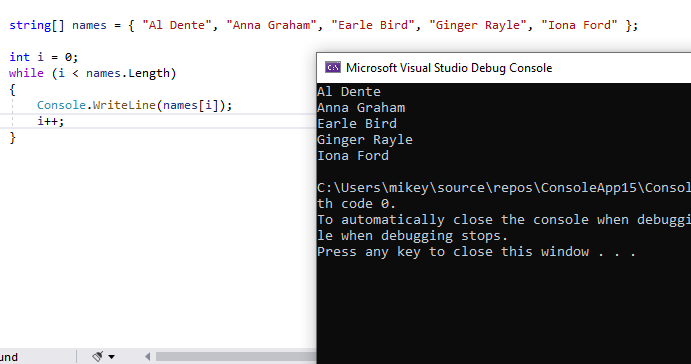 string[] names = { "Al Dente", "Anna Graham", "Earle Bird", "Ginger Rayle", "Iona Ford" };
int i = 0;
while (i < names.Length)
{
Console.WriteLine(names[i]);
i++;
}
Microsoft Visual Studio Debug Console
Al Dente
Anna Graham
Earle Bird
Ginger Rayle
Iona Ford
C:\Users\mikey\source\repos\ConsoleApp15\Consol
th code 0.
To automatically close the console when debuggi
le when debugging stops.
Press any key to close this window . . .
und